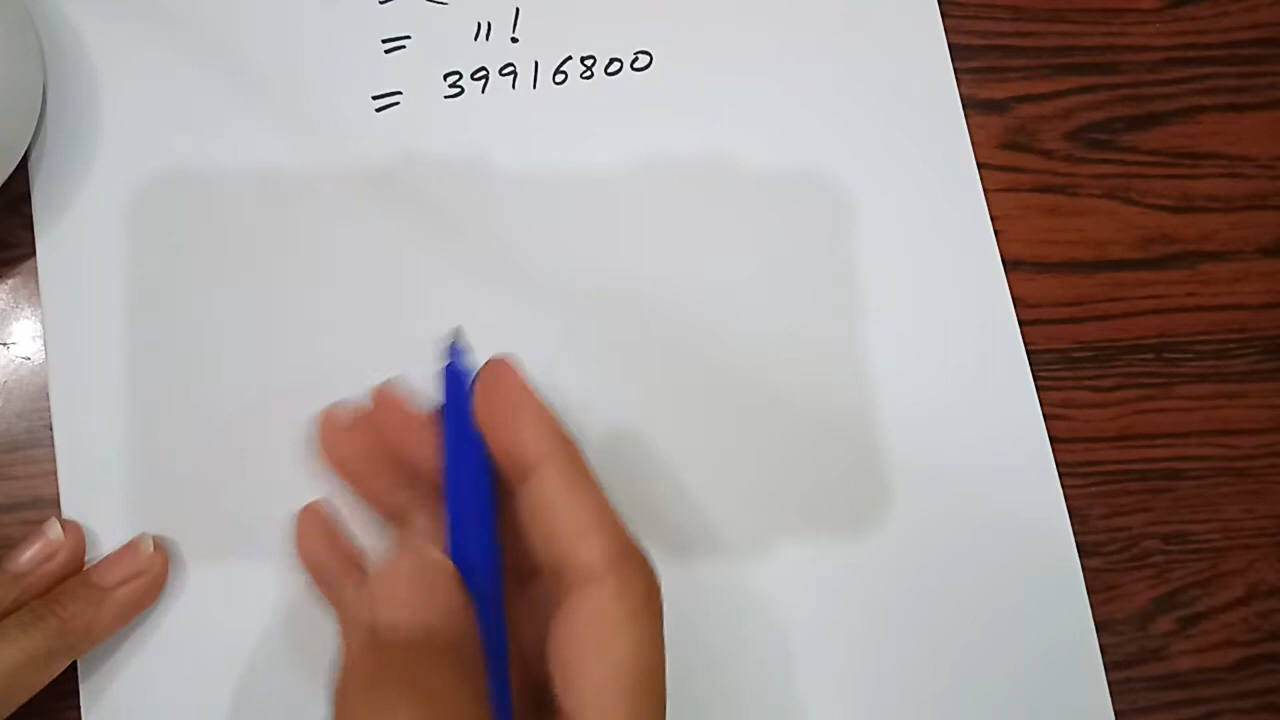 = 11!
= 39916800